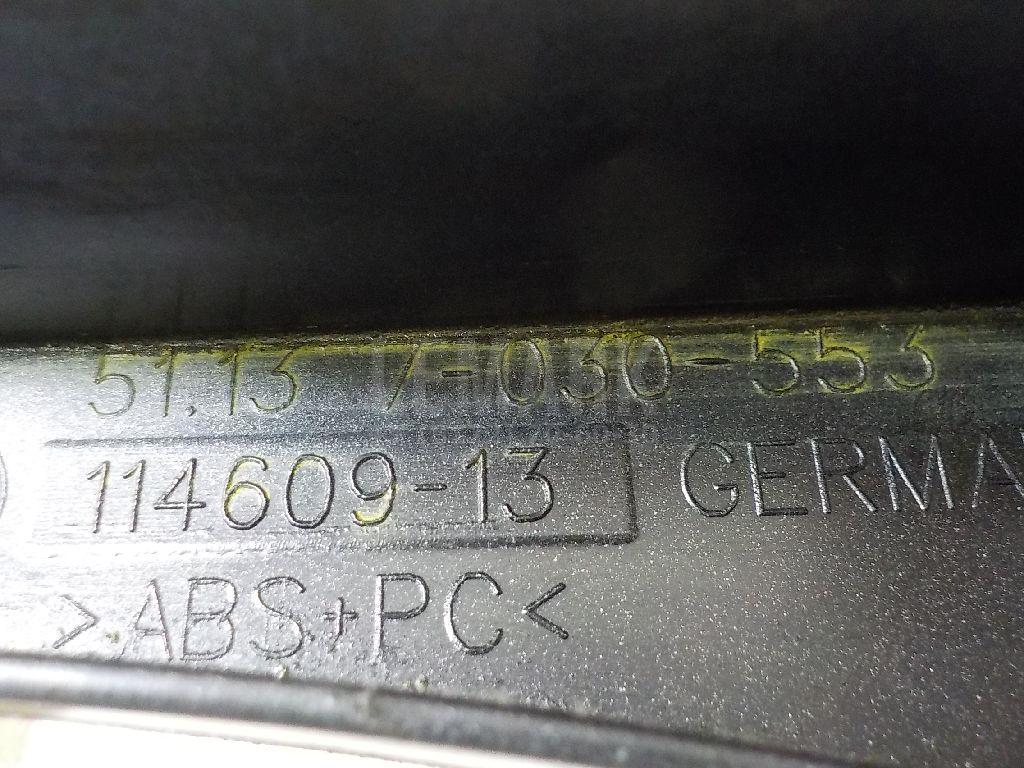 51.13 7-030-553
114609-13
GERMA
>ABS+PC<